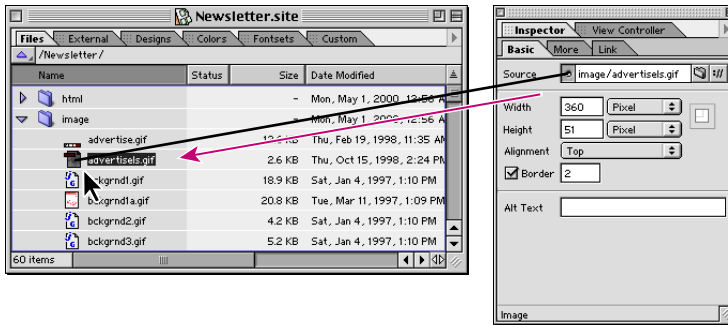 Newsletter.site
Files External Designs Colors Fontsets Custom
/Newsletter/
Name Status Size Date Modified
html - Mon, May 1, 2000, 12:56 A
image - Mon, May 1, 2000, 12:56 A
advertise.gif KB Thu, Feb 19, 1998, 11:35 AM
advertisels.gif 2.6 KB Thu, Oct 15, 1998, 2:24 PM
bckgrnd1.gif 18.9 KB Sat, Jan 4, 1997, 1:10 PM
bckgrnd1a.gif 20.8 KB Tue, Mar 11, 1997, 1:09 PM
bckgrnd2.gif 4.2 KB Sat, Jan 4, 1997, 1:10 PM
bckgrnd3.gif 5.2 KB Sat, Jan 4, 1997, 1:10 PM
60 items
Inspector View Controller
Basic More Link
Source image/advertisels.gif
Width 360 Pixel
Height 51 Pixel
Alignment Top
Border 2
Alt Text
Image